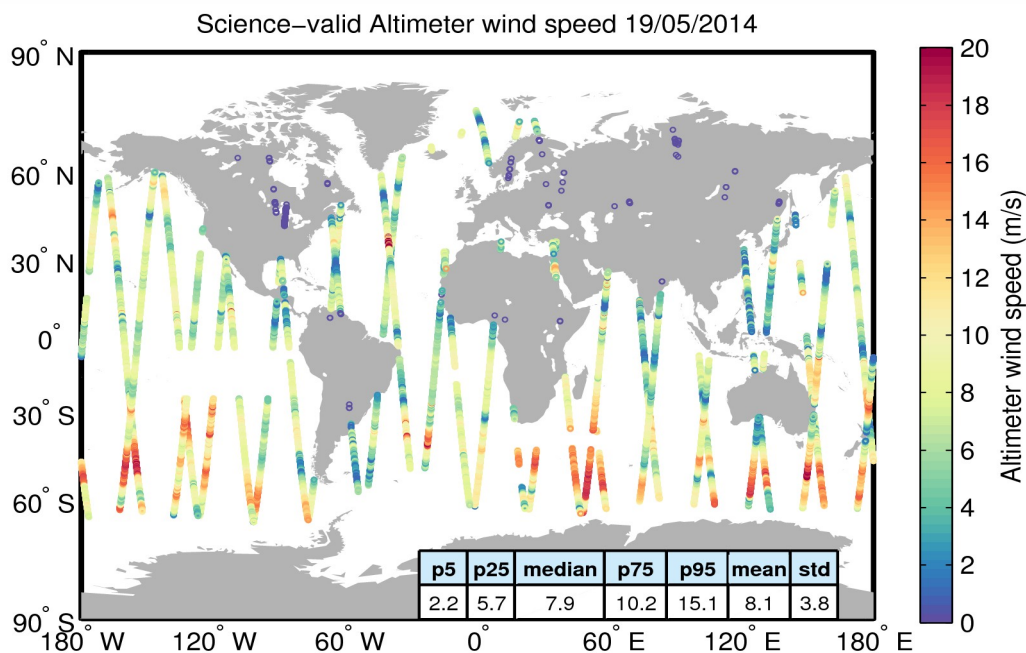 Science−valid Altimeter wind speed 19/05/2014
90° N
60° N
30° N
0°
30° S
60° S
90° S
180° W
120° W
60° W
0°
60° E
120° E
180° E
p5 p25 median p75 p95 mean std
2.2 5.7 7.9 10.2 15.1 8.1 3.8
20
18
16
14
12
10
8
6
4
2
0
Altimeter wind speed (m/s)